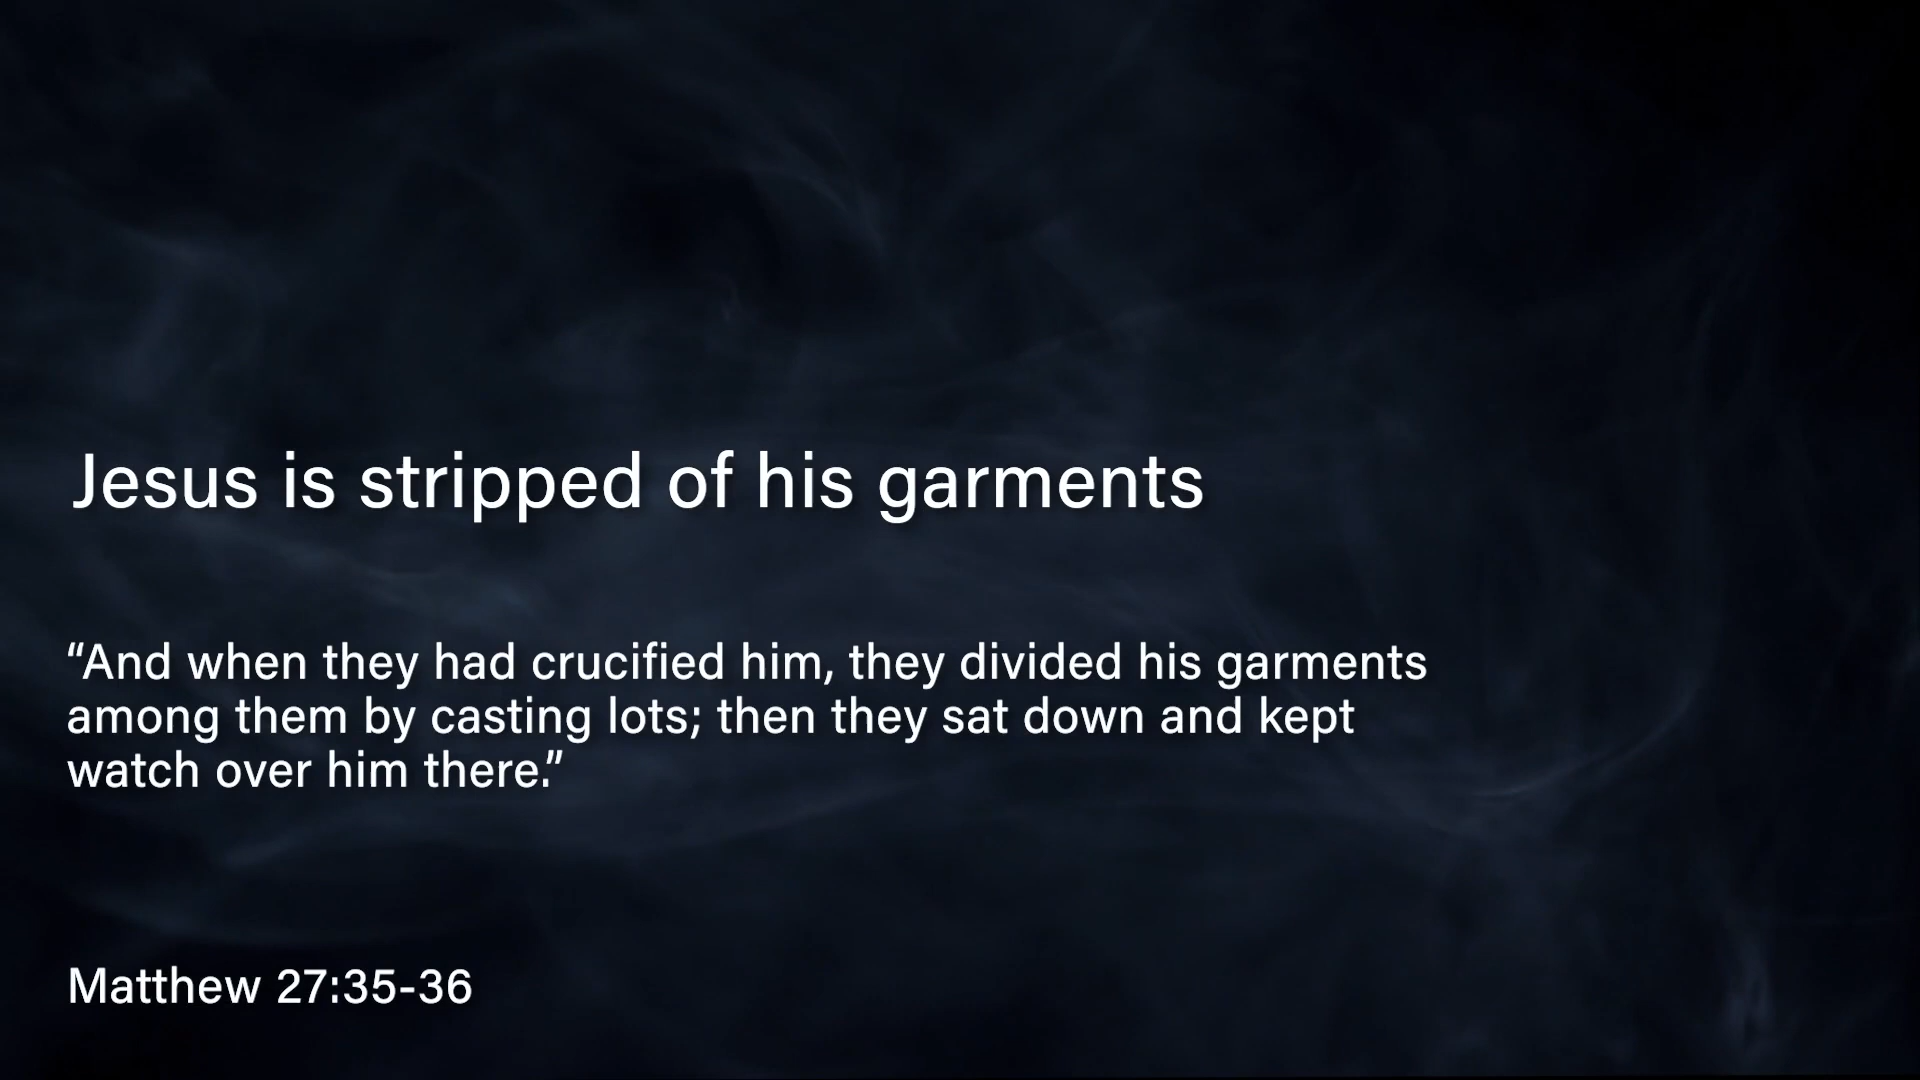 Jesus is stripped of his garments
“And when they had crucified him, they divided his garments
among them by casting lots; then they sat down and kept
watch over him there.”
Matthew 27:35-36